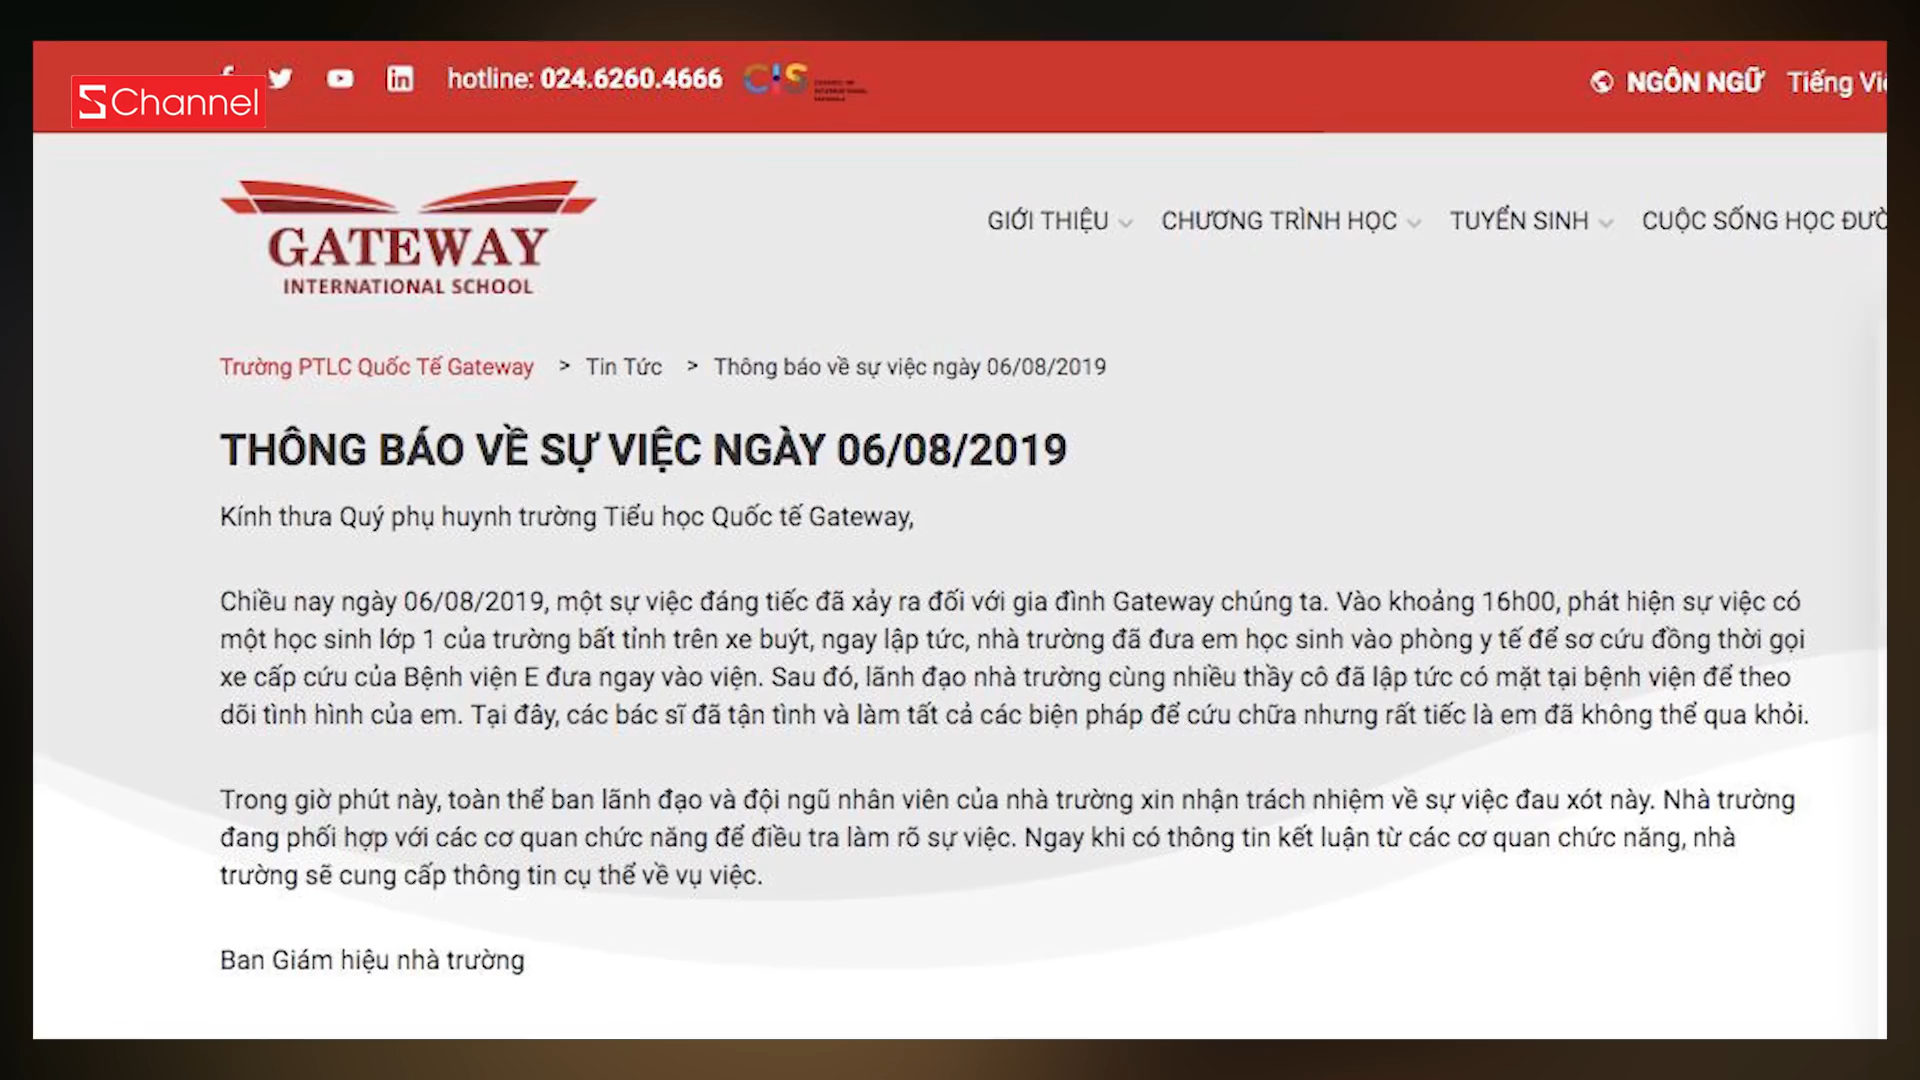 Channel
hotline: 024.6260.4666
CIS
NGÔN NGỮ Tiếng
GATEWAY
INTERNATIONAL SCHOOL
GIỚI THIỆU CHƯƠNG TRÌNH HỌC TUYỂN SINH CUỘC SỐNG HỌC
Trường PTLC Quốc Tế Gateway > Tin Tức > Thông báo về sự việc ngày 06/08/2019
THÔNG BÁO VỀ SỰ VIỆC NGÀY 06/08/2019
Kính thưa Quý phụ huynh trường Tiểu học Quốc tế Gateway,
Chiều nay ngày 06/08/2019, một sự việc đáng tiếc đã xảy ra đối với gia đình Gateway chúng ta. Vào khoảng 16h00, phát hiện sự việc có
một học sinh lớp 1 của trường bất tỉnh trên xe buýt, ngay lập tức, nhà trường đã đưa em học sinh vào phòng y tế để sơ cứu đồng thời gọi
xe cấp cứu của Bệnh viện E đưa ngay vào viện. Sau đó, lãnh đạo nhà trường cùng nhiều thầy cô đã lập tức có mặt tại bệnh viện để theo
dõi tình hình của em. Tại đây, các bác sĩ đã tận tình và làm tất cả các biện pháp để cứu chữa nhưng rất tiếc là em đã không thể qua khỏi.
Trong giờ phút này, toàn thể ban lãnh đạo và đội ngũ nhân viên của nhà trường xin nhận trách nhiệm về sự việc đau xót này. Nhà trường
đang phối hợp với các cơ quan chức năng để điều tra làm rõ sự việc. Ngay khi có thông tin kết luận từ các cơ quan chức năng, nhà
trường sẽ cung cấp thông tin cụ thể về vụ việc.
Ban Giám hiệu nhà trường